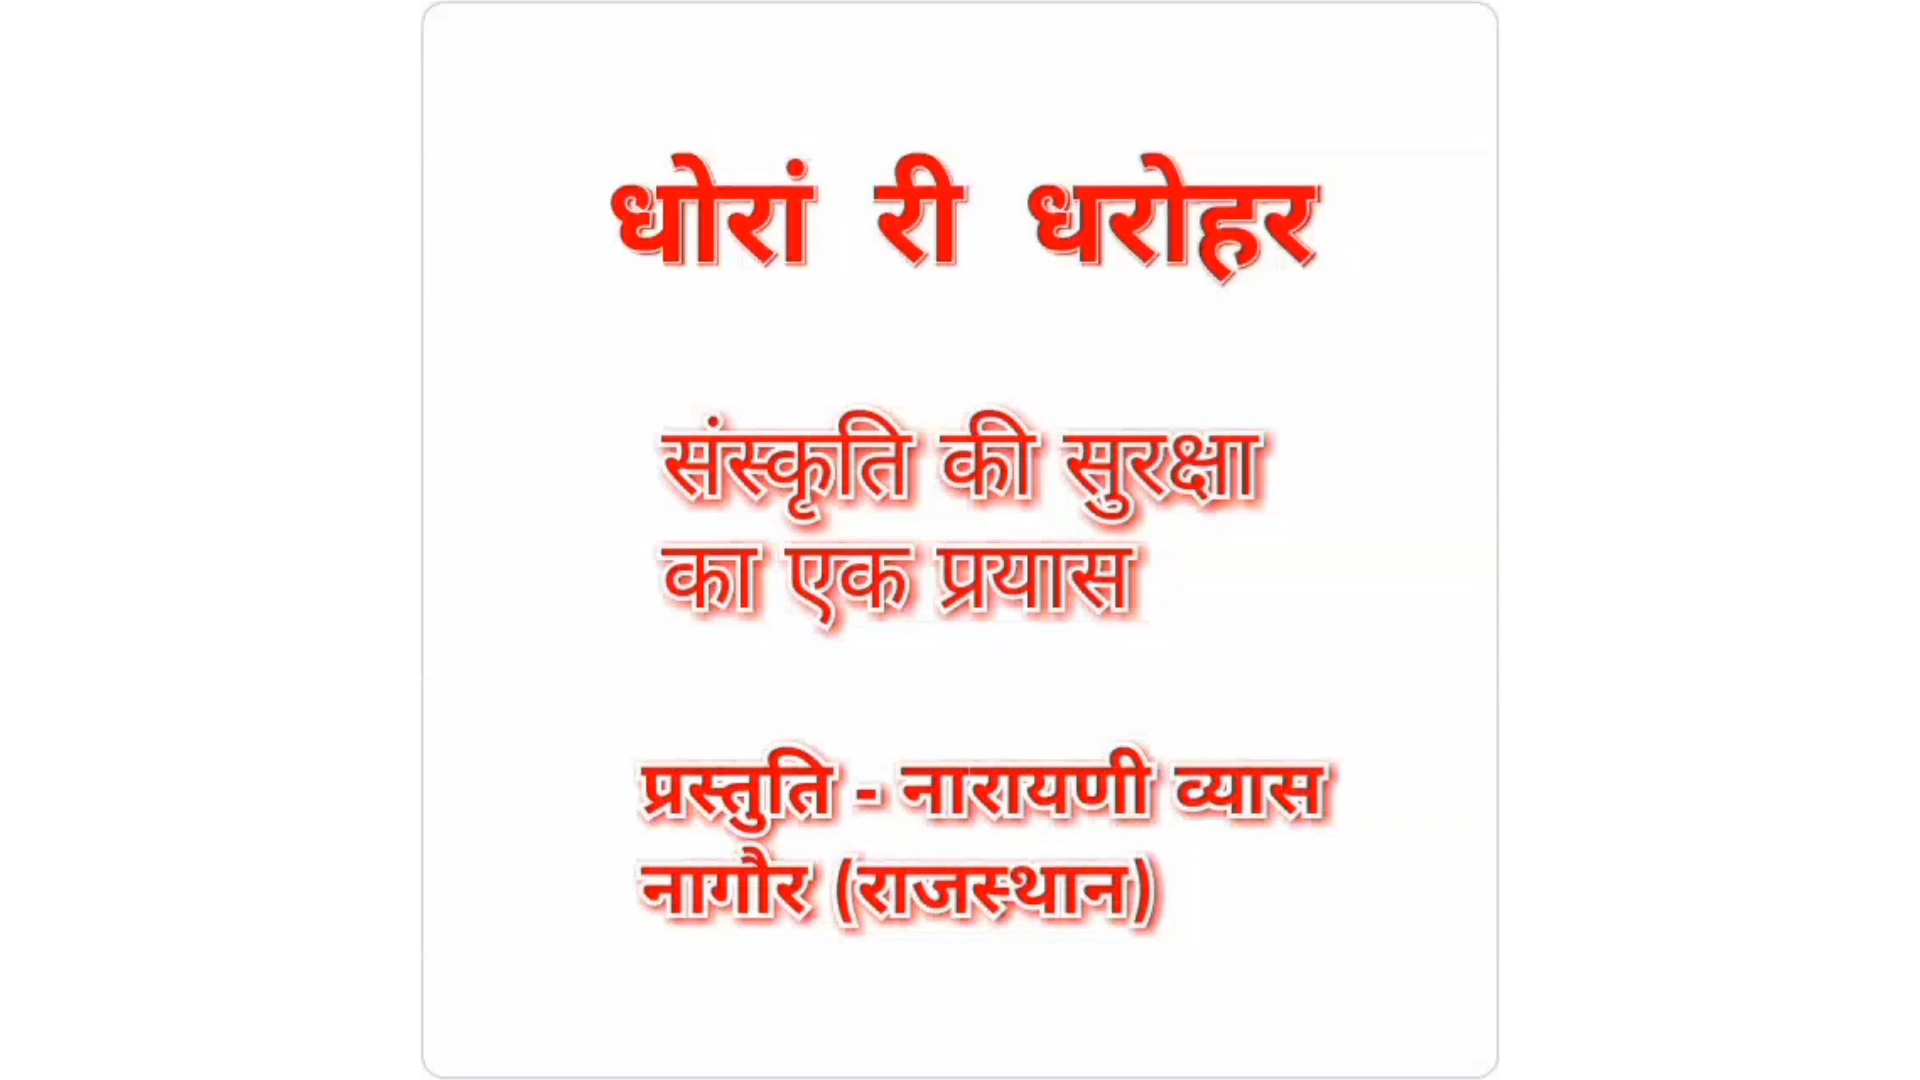 धोरां री धरोहर
संस्कृति की सुरक्षा
का एक प्रयास
प्रस्तुति - नारायणी व्यास
नागौर (राजस्थान)